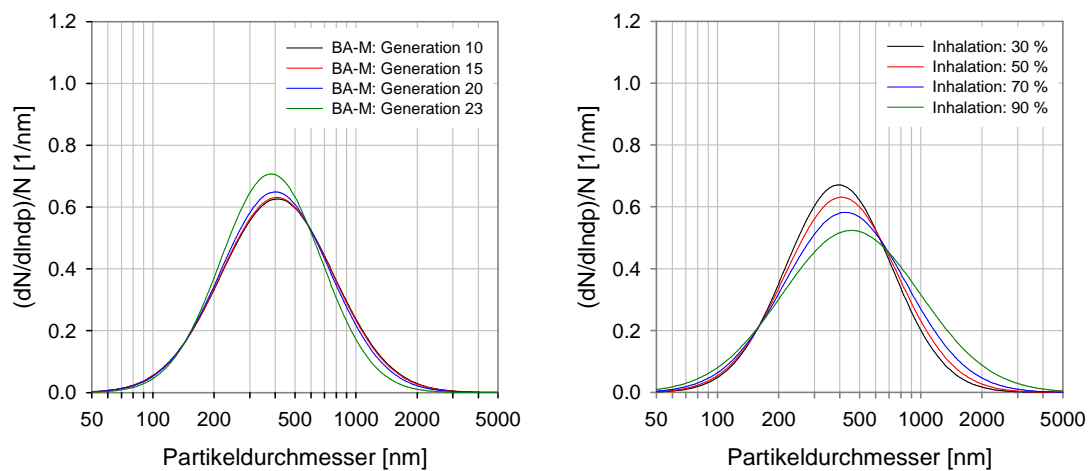 1.2
1.0
0.8
0.6
0.4
0.2
0.0
(dN/dlndp)/N [1/nm]
BA-M: Generation 10
BA-M: Generation 15
BA-M: Generation 20
BA-M: Generation 23
50 100 200 500 1000 2000 5000
Partikeldurchmesser [nm]
1.2
1.0
0.8
0.6
0.4
0.2
0.0
(dN/dlndp)/N [1/nm]
Inhalation: 30 %
Inhalation: 50 %
Inhalation: 70 %
Inhalation: 90 %
50 100 200 500 1000 2000 5000
Partikeldurchmesser [nm]